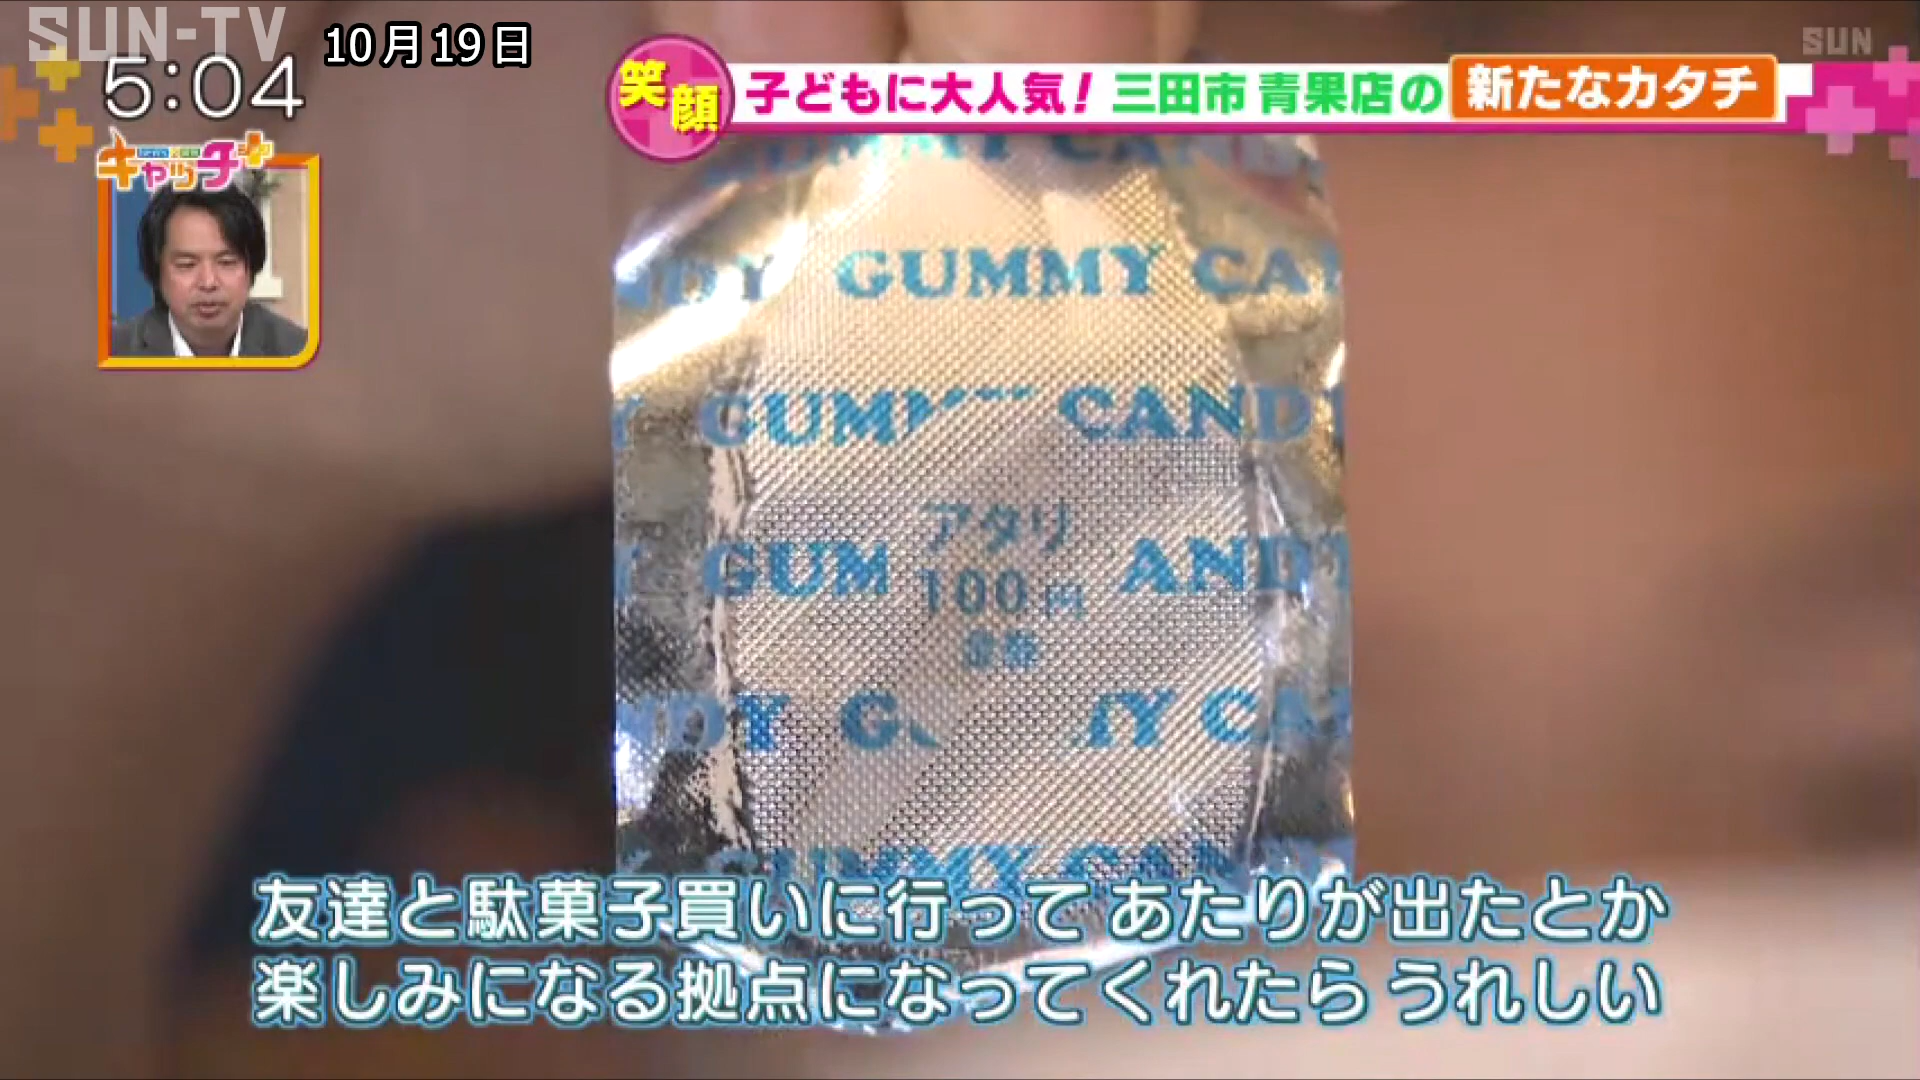 SUN-TV
10月19日
SUN
5:04
キャッチ+
笑顔
子どもに大人気！三田市 青果店の新たなカタチ
GUMMY CA
GUMM CANDY
アタリ
GUM ANDY
100円
DY G MY CA
GUMMY CAN
友達と駄菓子買いに行って あたりが出たとか
楽しみになる拠点になってくれたら うれしい